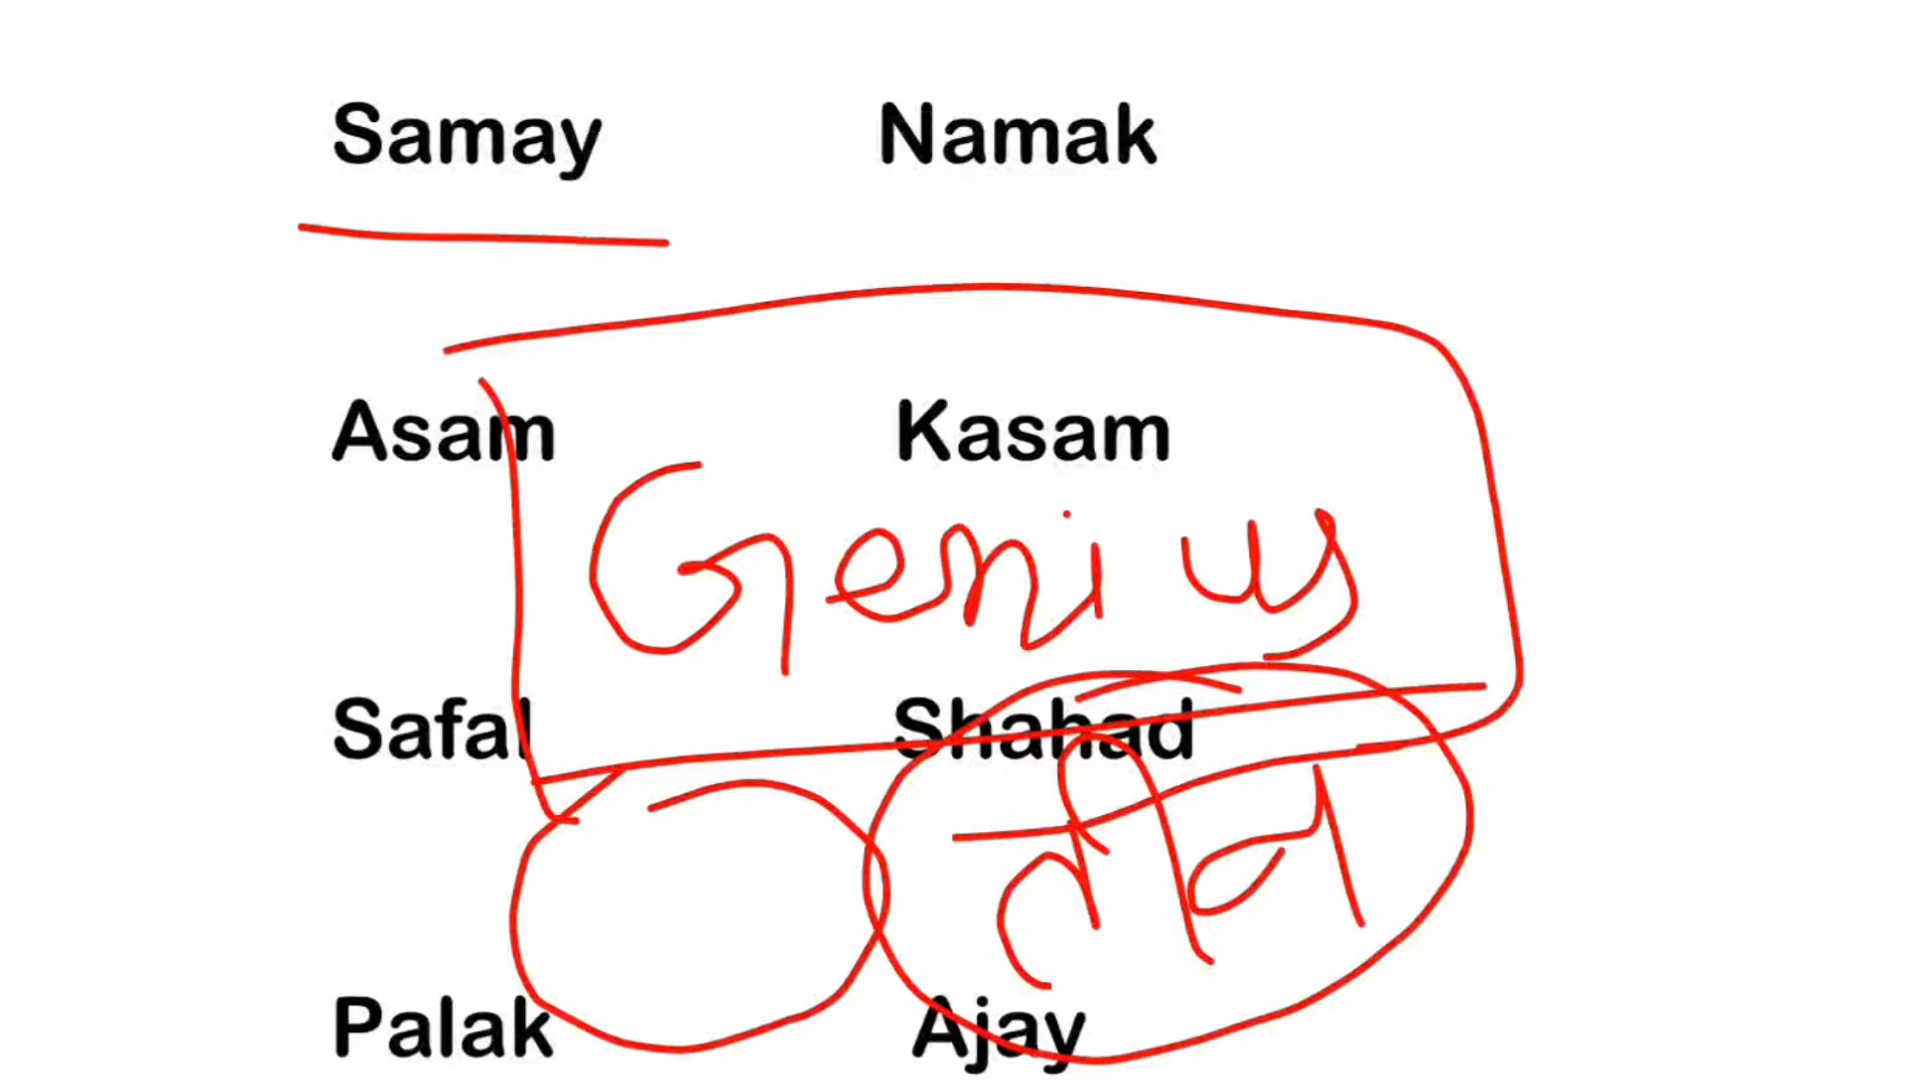 Samay Namak
Asam Kasam
Genius
Safal Shahad
तीन
Palak Ajay